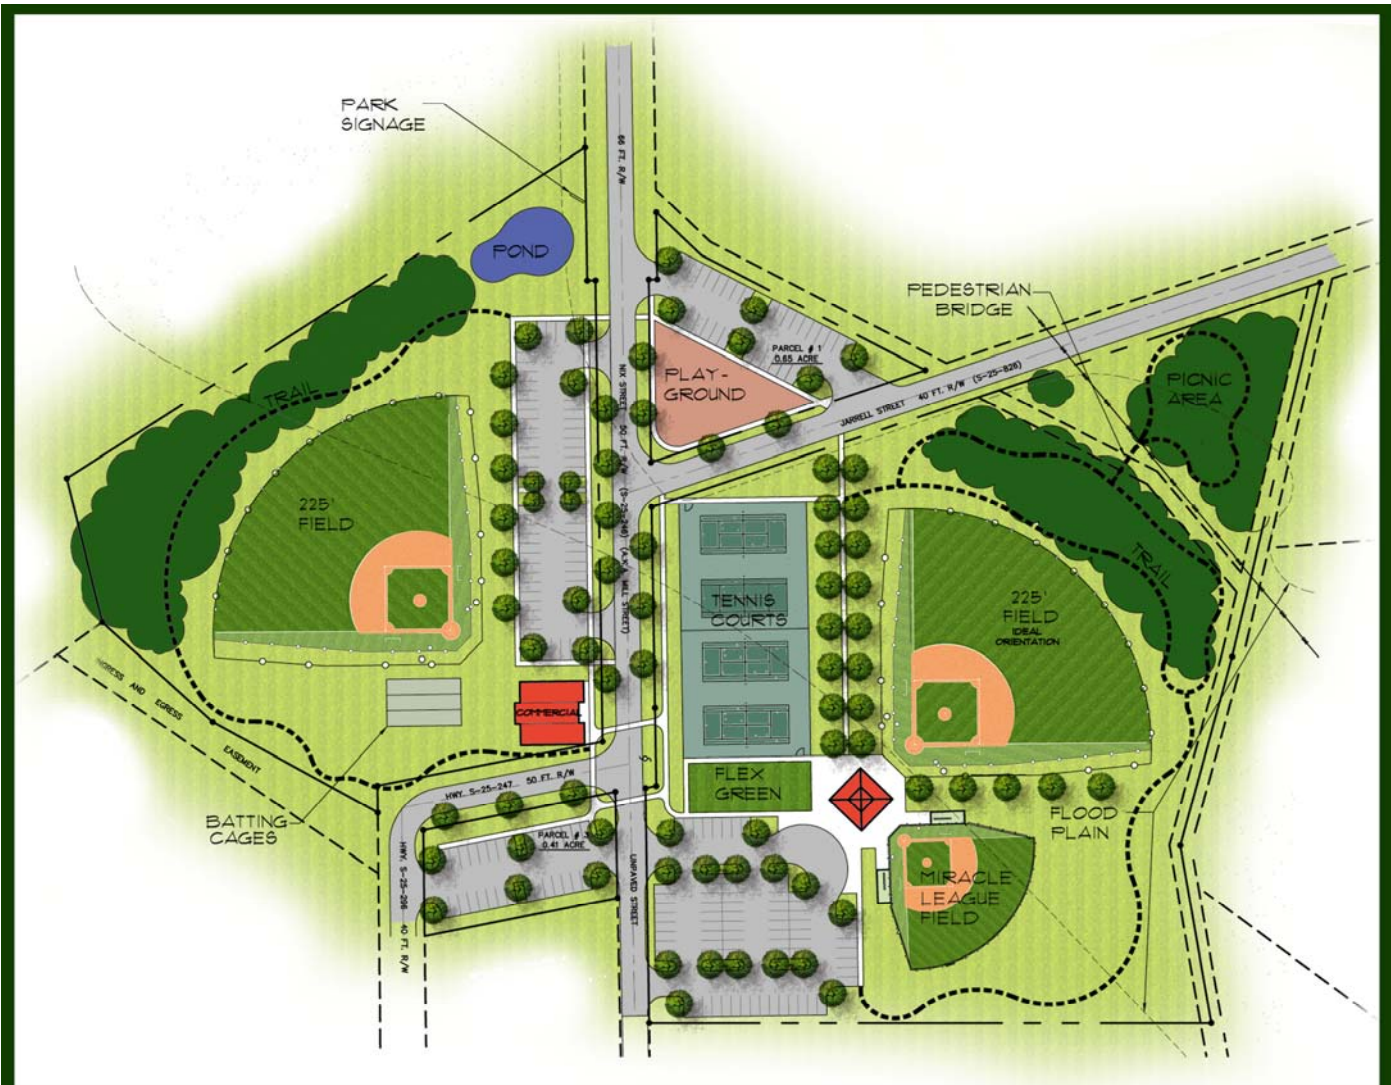 PARK
SIGNAGE
66 FT. R/W
POND
PEDESTRIAN
BRIDGE
PARCEL # 1
0.65 ACRE
PLAY-
GROUND
PICNIC
AREA
TRAIL
JARRELL STREET 40 FT. R/W (S-25-826)
NIX STREET 50 FT. R/W (S-25-246) (A.K.A. MILL STREET)
225'
FIELD
TENNIS
COURTS
225'
FIELD
IDEAL
ORIENTATION
TRAIL
INGRESS AND EGRESS EASEMENT
COMMERCIAL
HWY. S-25-247 50 FT. R/W
FLEX
GREEN
BATTING
CAGES
FLOOD
PLAIN
PARCEL #
0.41 ACRE
HWY. S-25-296 40 FT. R/W
UNPAVED STREET
MIRACLE
LEAGUE
FIELD